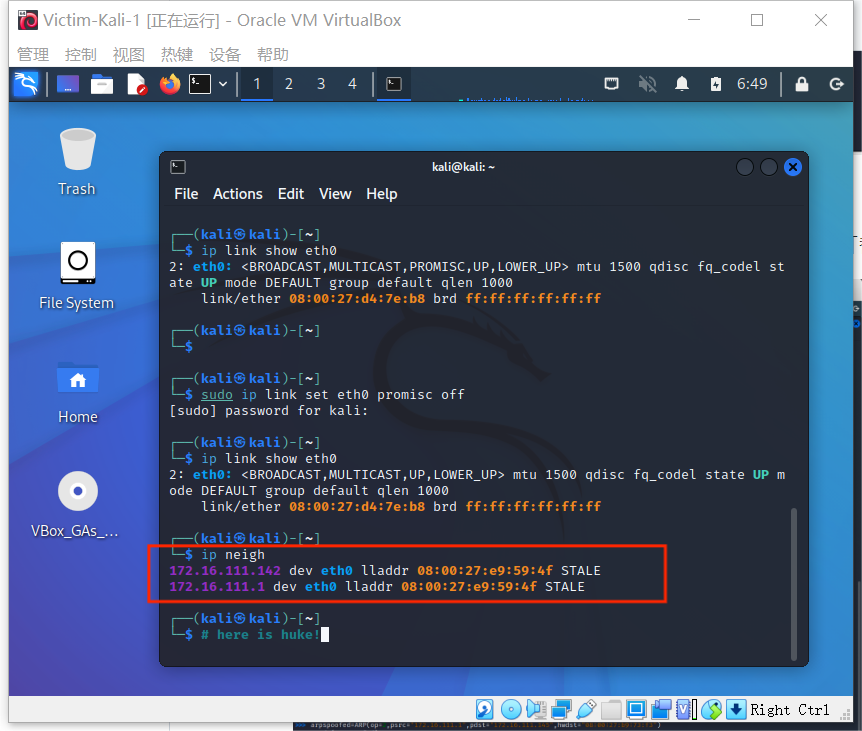 Victim-Kali-1 [正在运行] - Oracle VM VirtualBox
管理 控制 视图 热键 设备 帮助
1 2 3 4 6:49
Trash
File System
Home
VBox_GAs_...
kali@kali: ~
File Actions Edit View Help
┌──(kali㉿kali)-[~]
└─$ ip link show eth0
2: eth0: <BROADCAST,MULTICAST,PROMISC,UP,LOWER_UP> mtu 1500 qdisc fq_codel st
ate UP mode DEFAULT group default qlen 1000
link/ether 08:00:27:d4:7e:b8 brd ff:ff:ff:ff:ff:ff
┌──(kali㉿kali)-[~]
└─$
┌──(kali㉿kali)-[~]
└─$ sudo ip link set eth0 promisc off
[sudo] password for kali:
┌──(kali㉿kali)-[~]
└─$ ip link show eth0
2: eth0: <BROADCAST,MULTICAST,UP,LOWER_UP> mtu 1500 qdisc fq_codel state UP m
ode DEFAULT group default qlen 1000
link/ether 08:00:27:d4:7e:b8 brd ff:ff:ff:ff:ff:ff
┌──(kali㉿kali)-[~]
└─$ ip neigh
172.16.111.142 dev eth0 lladdr 08:00:27:e9:59:4f STALE
172.16.111.1 dev eth0 lladdr 08:00:27:e9:59:4f STALE
┌──(kali㉿kali)-[~]
└─$ # here is huke!
Right Ctrl